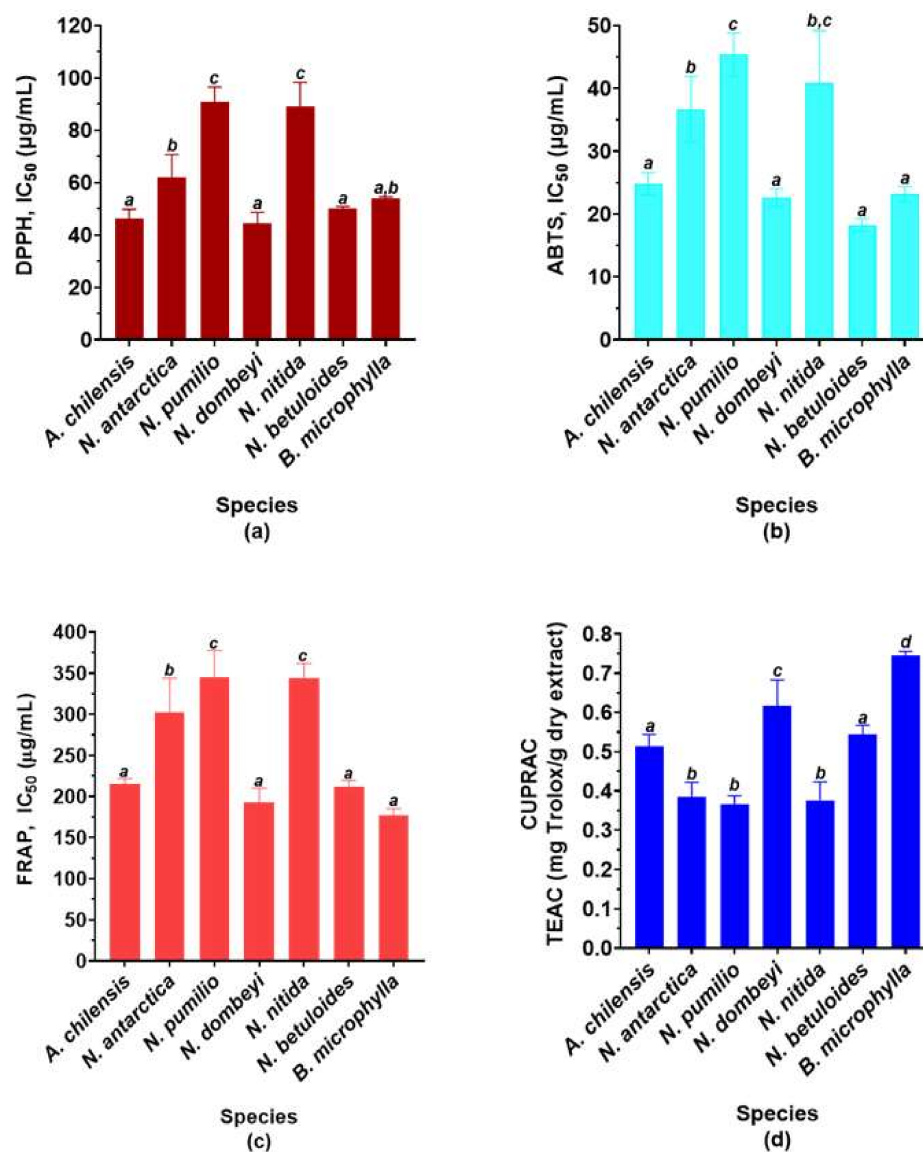 DPPH, IC50 (µg/mL)
140
120
100
80
60
40
20
0
a
b
c
a
c
a
a,b
A. chilensis
N. antarctica
N. pumilio
N. dombeyi
N. nitida
N. betuloides
B. microphylla
Species
(a)
ABTS, IC50 (µg/mL)
50
40
30
20
10
0
a
b
c
a
b,c
a
a
A. chilensis
N. antarctica
N. pumilio
N. dombeyi
N. nitida
N. betuloides
B. microphylla
Species
(b)
FRAP, IC50 (µg/mL)
400
350
300
250
200
150
100
50
0
a
b
c
a
c
a
a
A. chilensis
N. antarctica
N. pumilio
N. dombeyi
N. nitida
N. betuloides
B. microphylla
Species
(c)
CUPRAC
TEAC (mg Trolox/g dry extract)
0.8
0.7
0.6
0.5
0.4
0.3
0.2
0.1
0.0
a
b
b
c
b
a
d
A. chilensis
N. antarctica
N. pumilio
N. dombeyi
N. nitida
N. betuloides
B. microphylla
Species
(d)